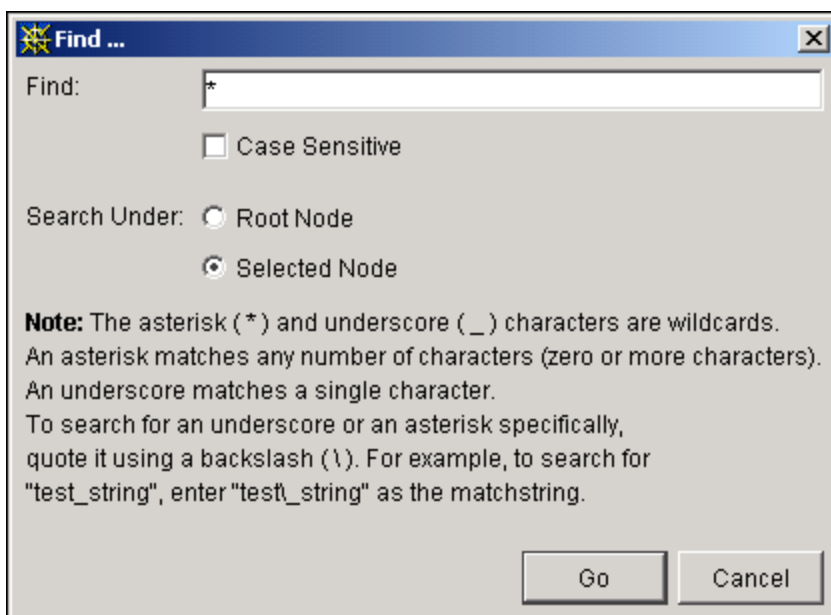 Find ...
Find: *
Case Sensitive
Search Under: Root Node
Selected Node
Note: The asterisk ( * ) and underscore ( _ ) characters are wildcards.
An asterisk matches any number of characters (zero or more characters).
An underscore matches a single character.
To search for an underscore or an asterisk specifically,
quote it using a backslash ( \ ). For example, to search for
"test_string", enter "test\_string" as the matchstring.
Go Cancel